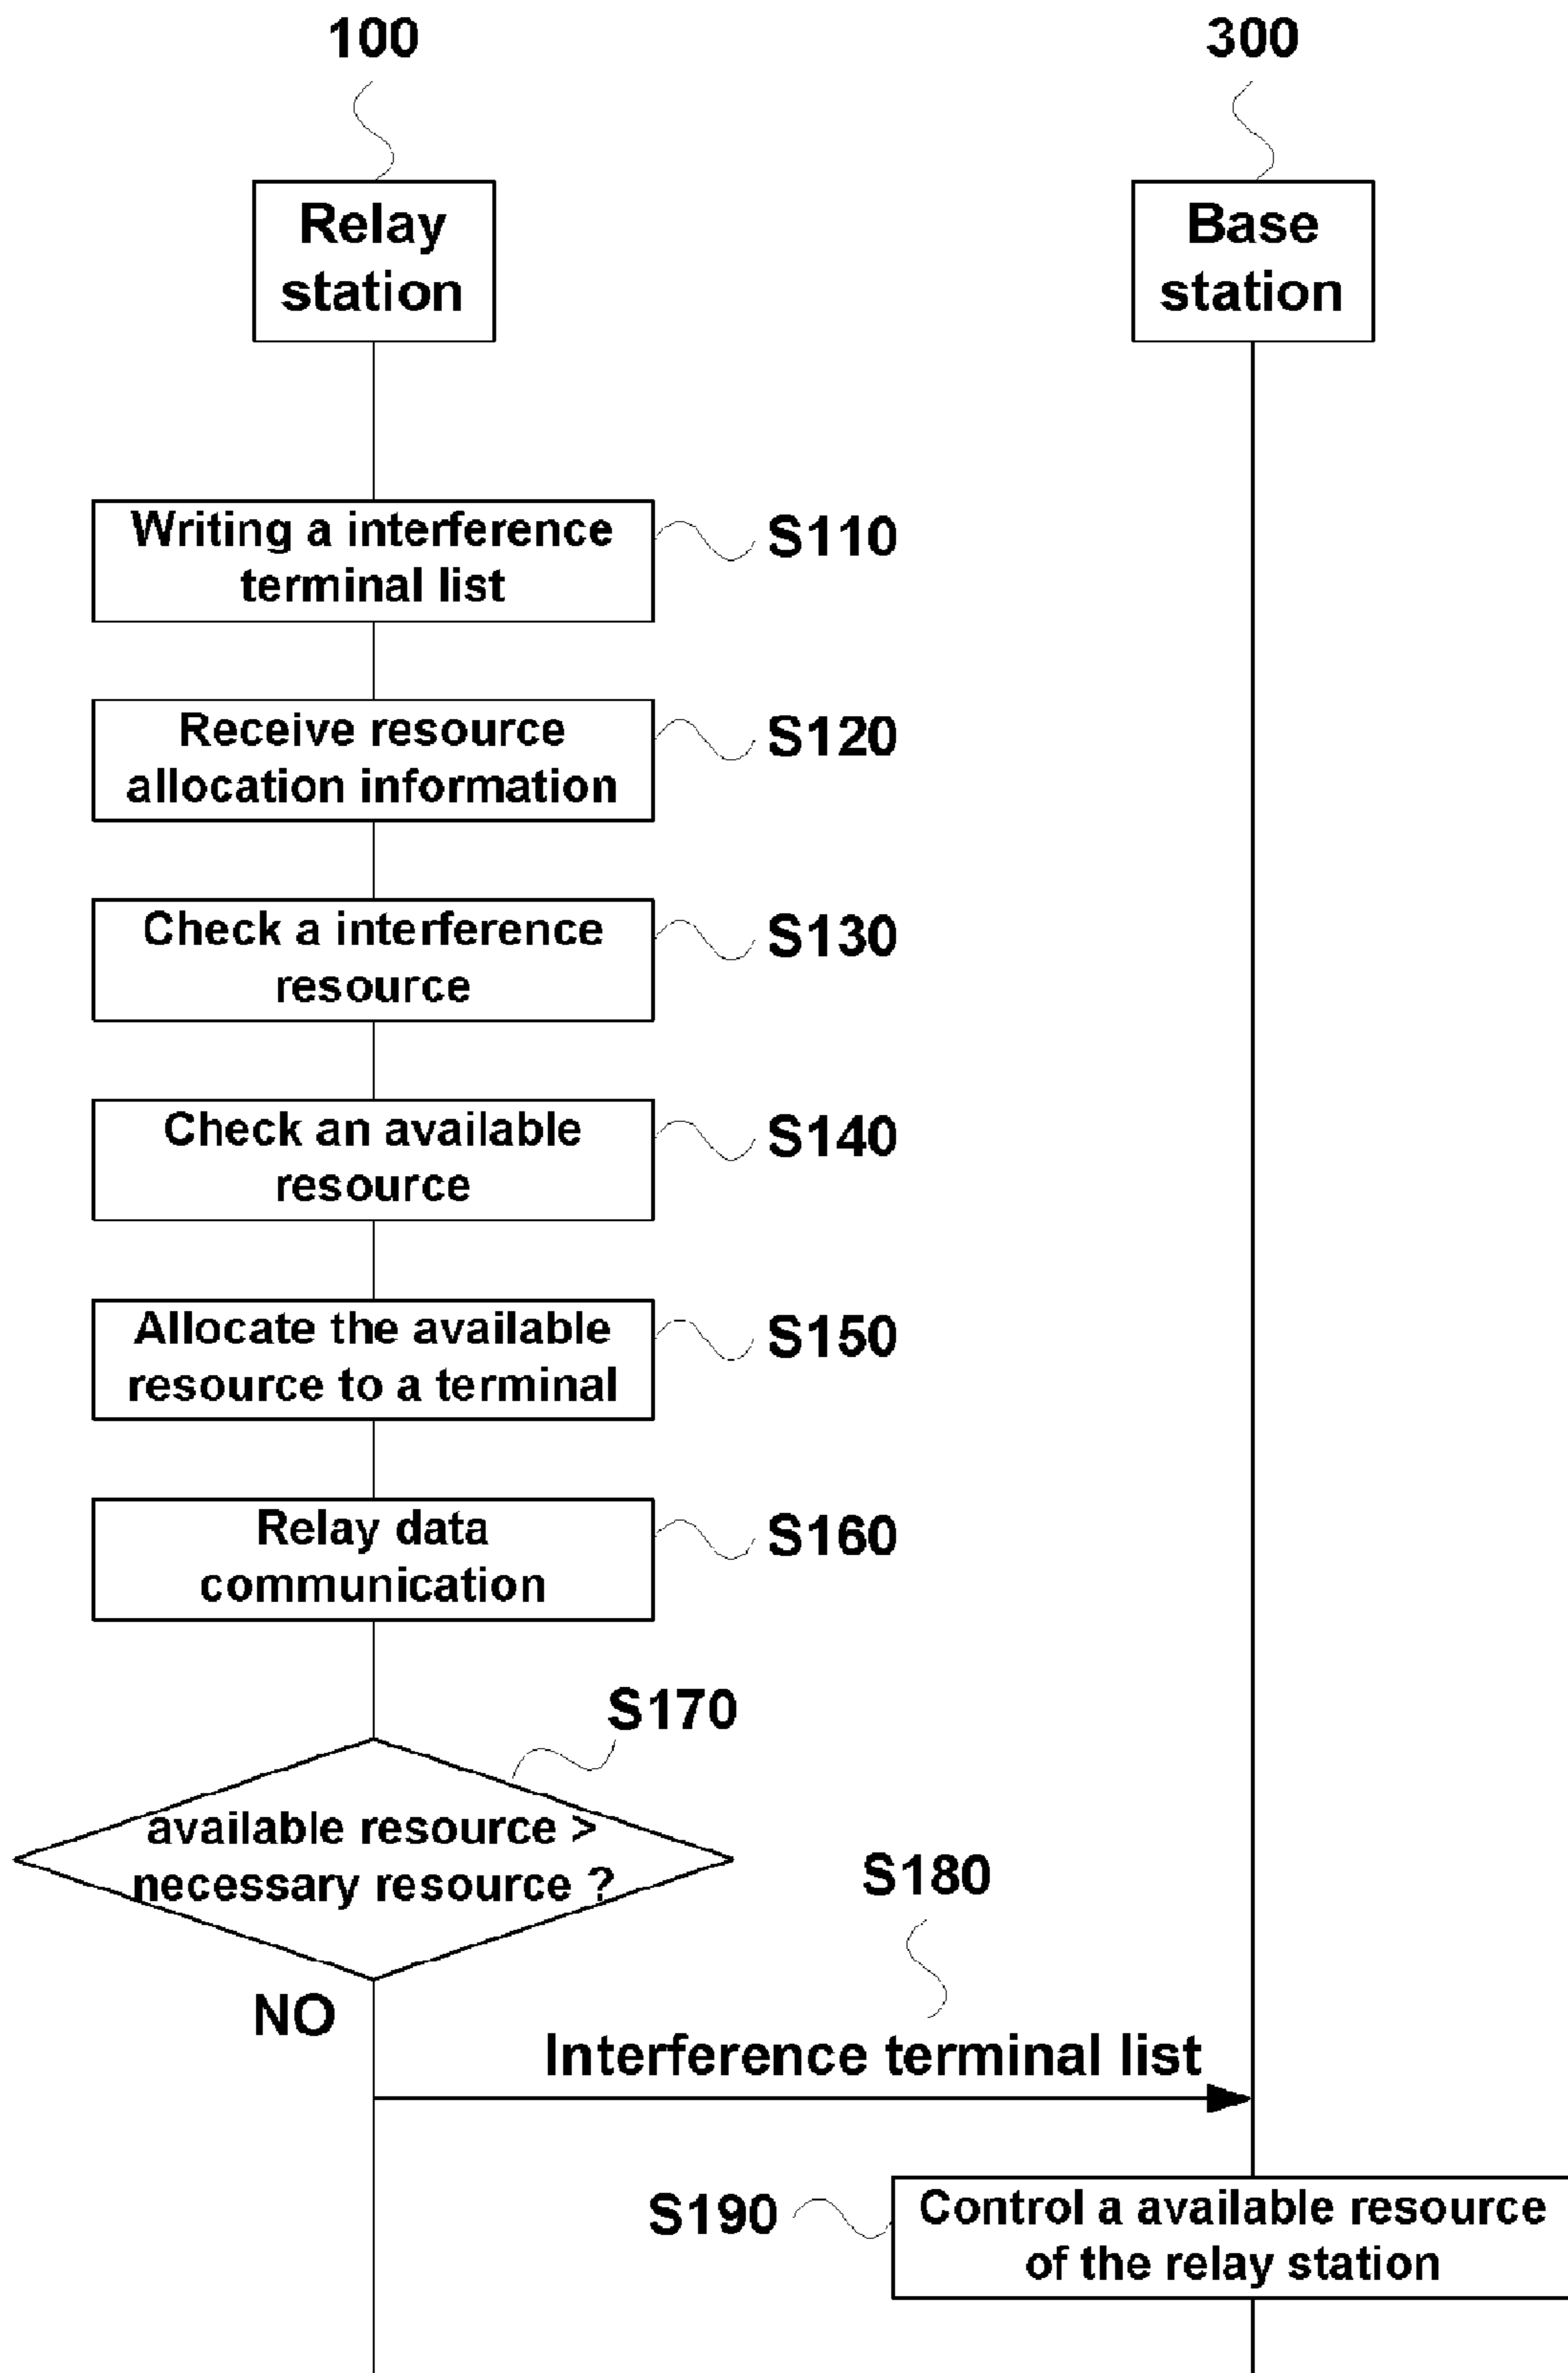 100
300
Relay
station
Base
station
Writing a interference
terminal list
S110
Receive resource
allocation information
S120
Check a interference
resource
S130
Check an available
resource
S140
Allocate the available
resource to a terminal
S150
Relay data
communication
S160
S170
available resource >
necessary resource ?
S180
NO
Interference terminal list
S190
Control a available resource
of the relay station